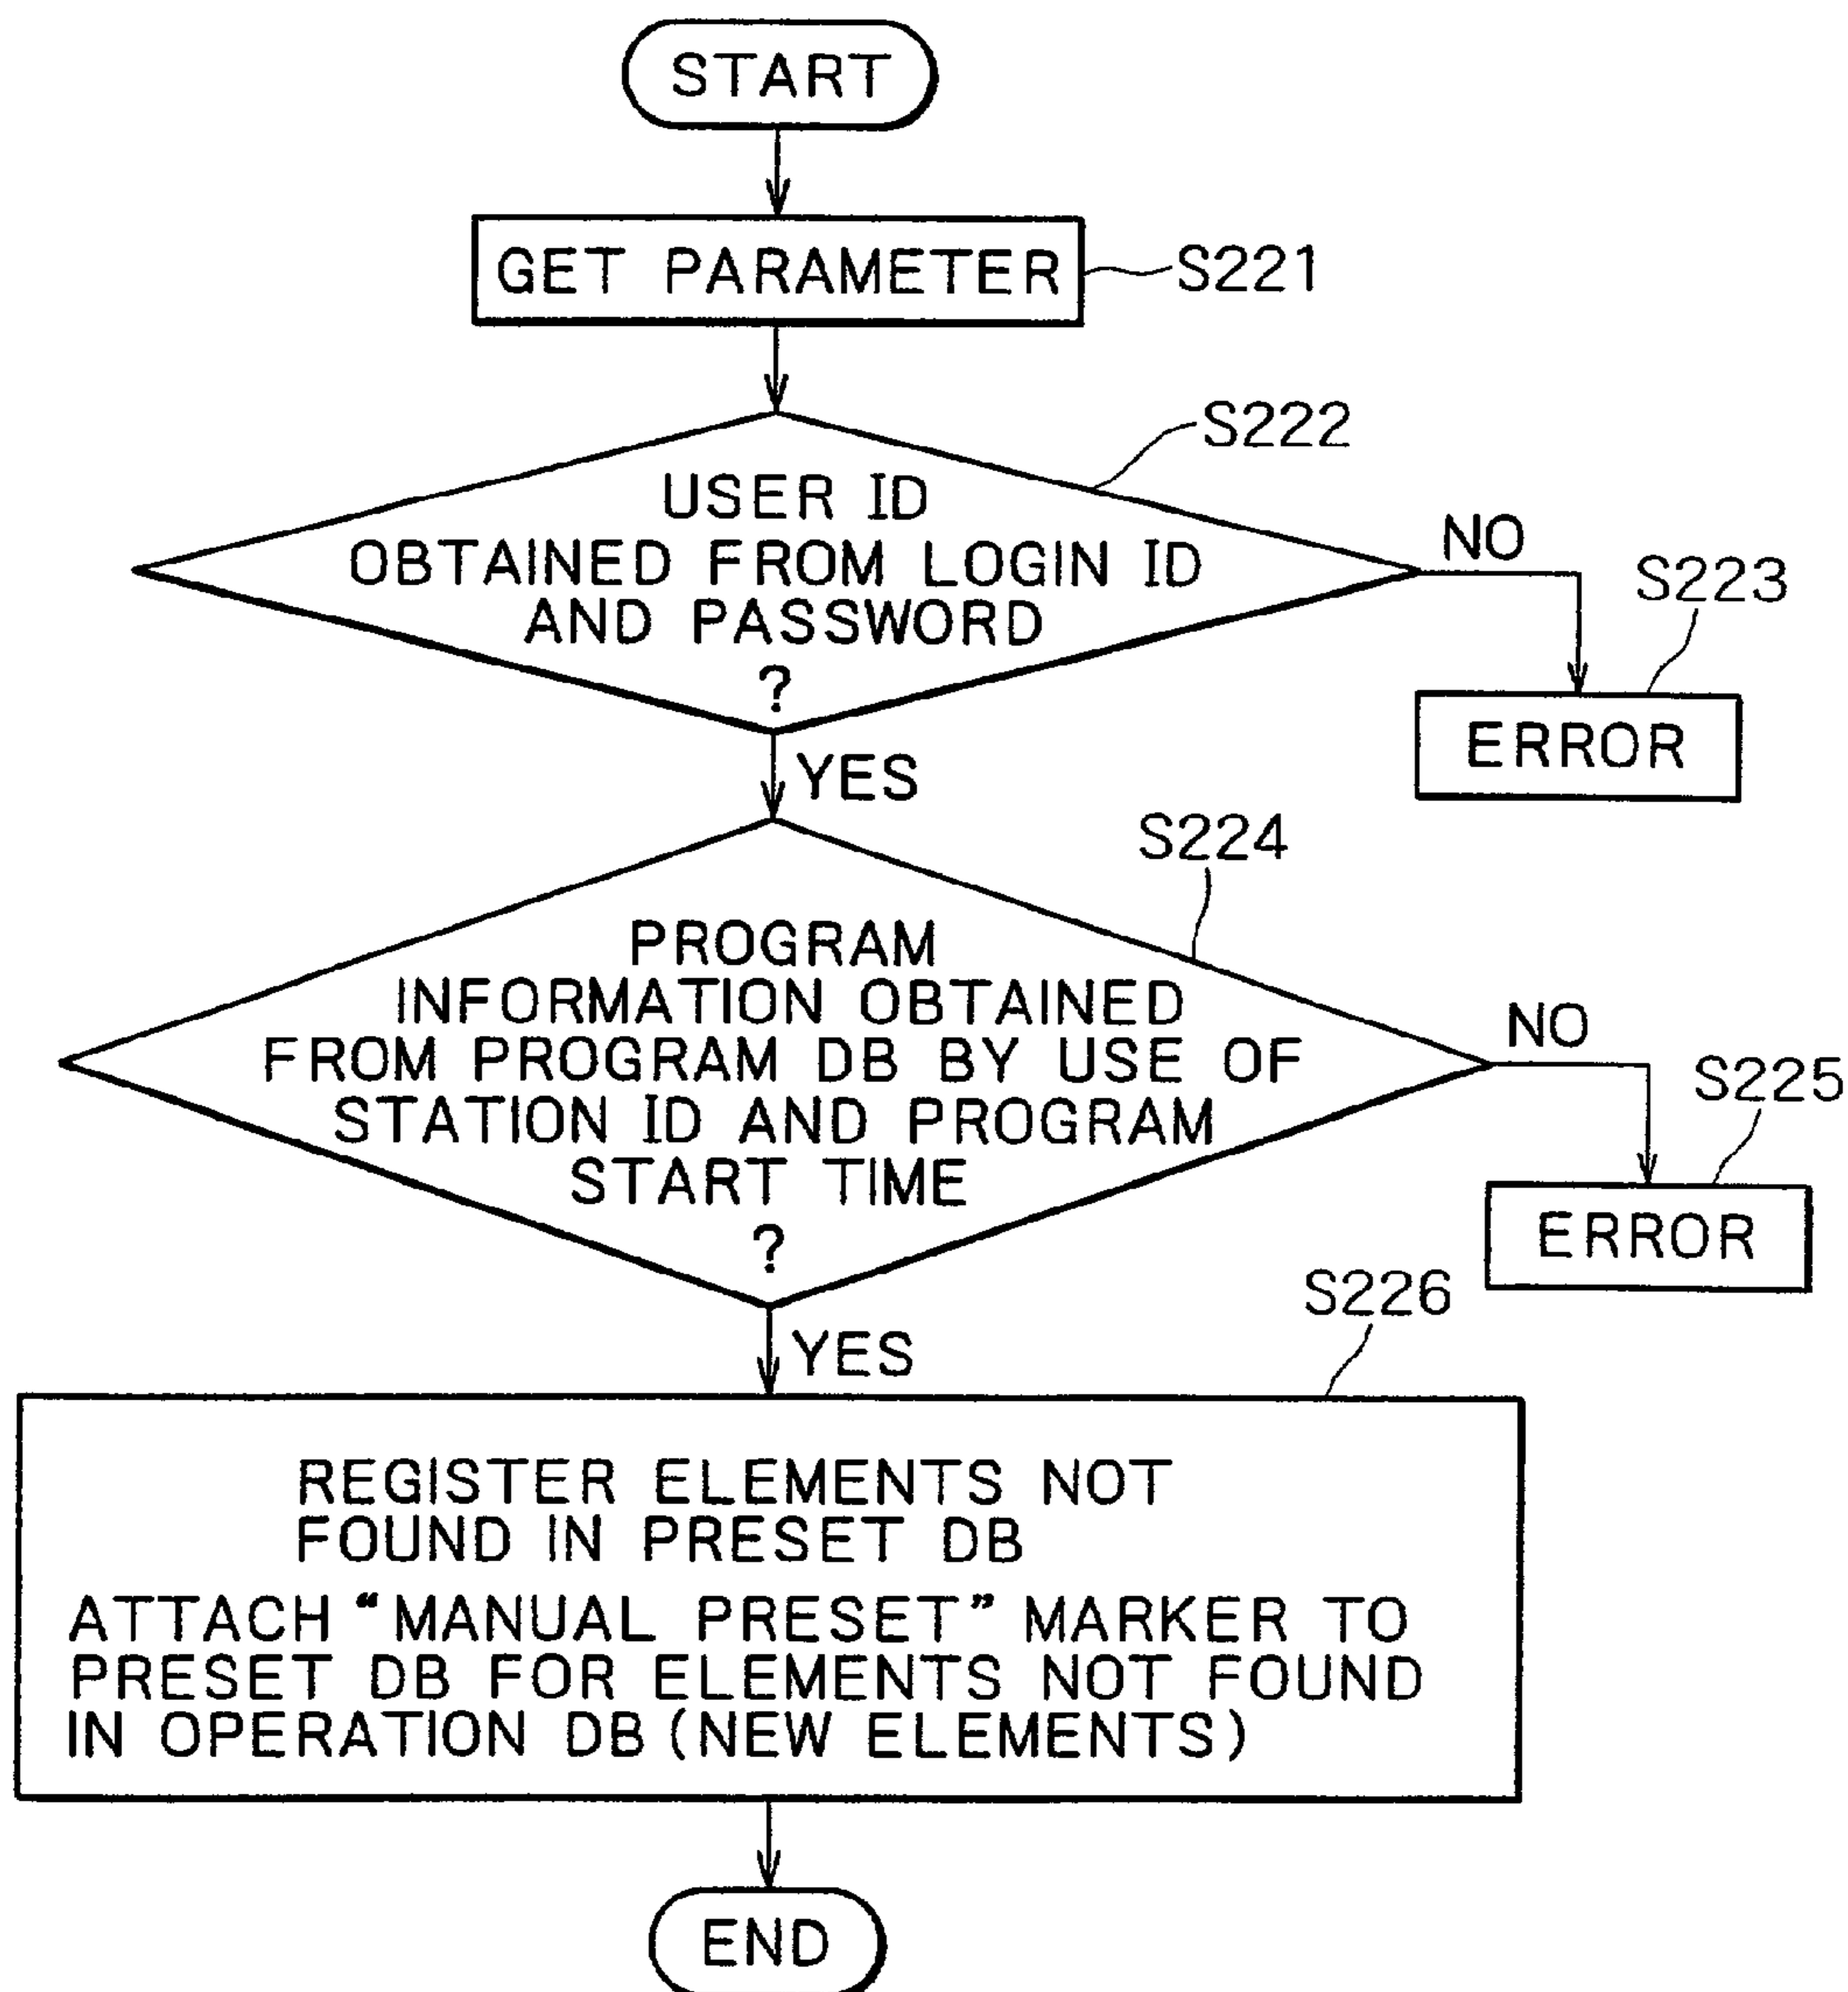 START
GET PARAMETER
S221
S222
USER ID
OBTAINED FROM LOGIN ID
AND PASSWORD
?
NO
S223
ERROR
YES
S224
PROGRAM
INFORMATION OBTAINED
FROM PROGRAM DB BY USE OF
STATION ID AND PROGRAM
START TIME
?
NO
S225
ERROR
YES
S226
REGISTER ELEMENTS NOT
FOUND IN PRESET DB
ATTACH “MANUAL PRESET” MARKER TO
PRESET DB FOR ELEMENTS NOT FOUND
IN OPERATION DB (NEW ELEMENTS)
END